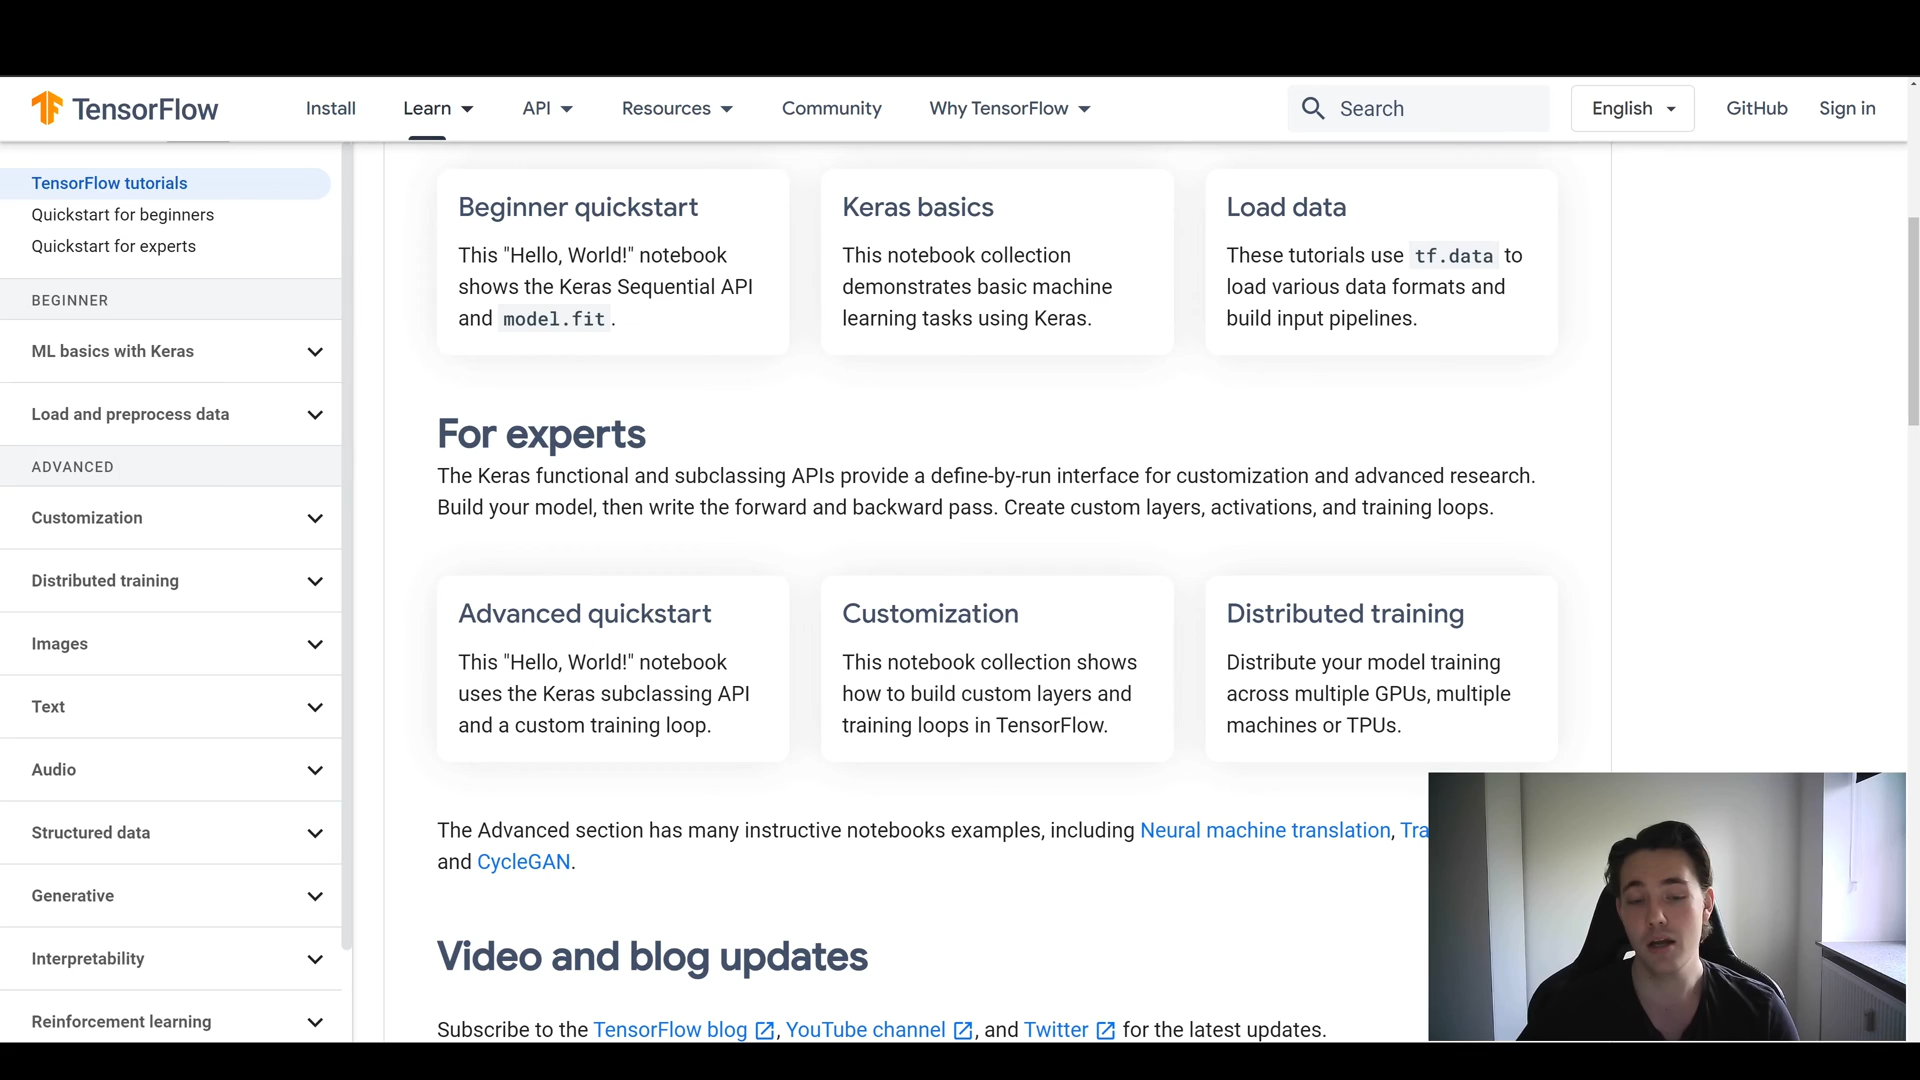 TensorFlow
Install
Learn
API
Resources
Community
Why TensorFlow
Search
English
GitHub
Sign in
TensorFlow tutorials
Quickstart for beginners
Quickstart for experts
BEGINNER
ML basics with Keras
Load and preprocess data
ADVANCED
Customization
Distributed training
Images
Text
Audio
Structured data
Generative
Interpretability
Reinforcement learning
Beginner quickstart
This "Hello, World!" notebook
shows the Keras Sequential API
and model.fit.
Keras basics
This notebook collection
demonstrates basic machine
learning tasks using Keras.
Load data
These tutorials use tf.data to
load various data formats and
build input pipelines.
For experts
The Keras functional and subclassing APIs provide a define-by-run interface for customization and advanced research.
Build your model, then write the forward and backward pass. Create custom layers, activations, and training loops.
Advanced quickstart
This "Hello, World!" notebook
uses the Keras subclassing API
and a custom training loop.
Customization
This notebook collection shows
how to build custom layers and
training loops in TensorFlow.
Distributed training
Distribute your model training
across multiple GPUs, multiple
machines or TPUs.
The Advanced section has many instructive notebooks examples, including Neural machine translation, Tra
and CycleGAN.
Video and blog updates
Subscribe to the TensorFlow blog, YouTube channel, and Twitter for the latest updates.